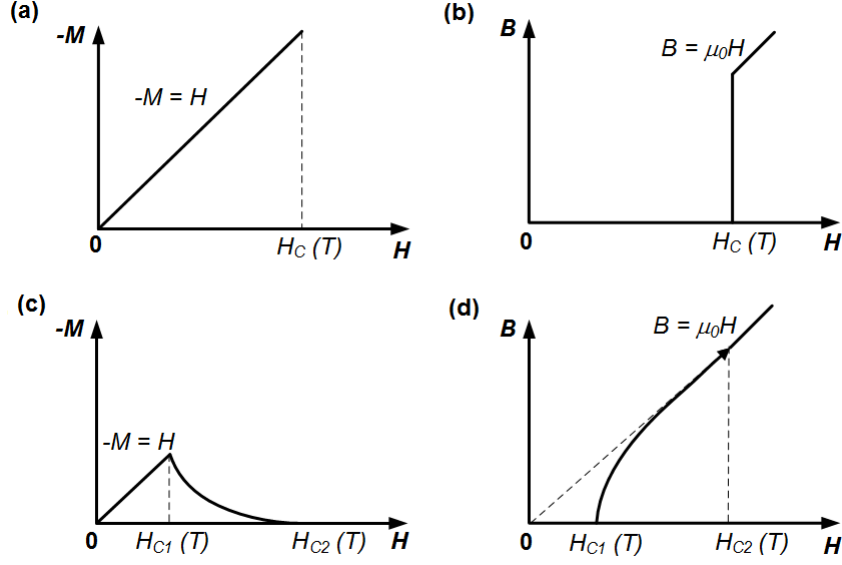 (a)
-M
-M = H
0
H_C (T)
H
(b)
B
B = μ₀H
0
H_C (T)
H
(c)
-M
-M = H
0
H_C1 (T)
H_C2 (T)
H
(d)
B
B = μ₀H
0
H_C1 (T)
H_C2 (T)
H